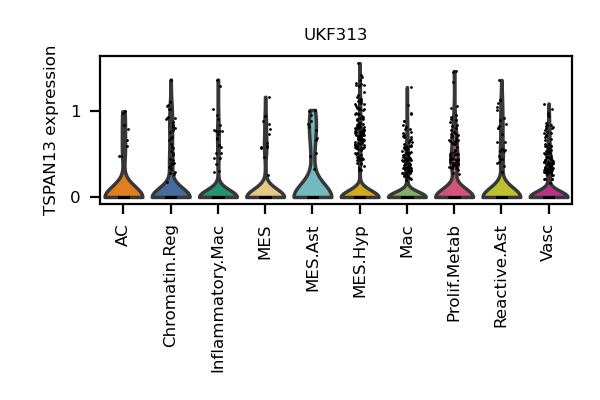 UKF313
TSPAN13 expression
1
0
AC
Chromatin.Reg
Inflammatory.Mac
MES
MES.Ast
MES.Hyp
Mac
Prolif.Metab
Reactive.Ast
Vasc